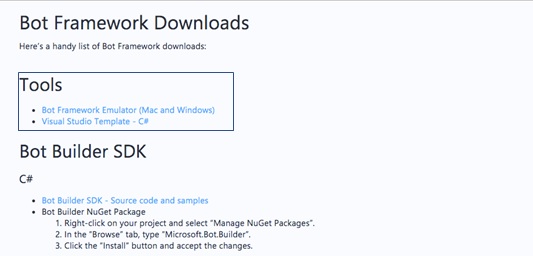 Bot Framework Downloads
Here's a handy list of Bot Framework downloads:
Tools
• Bot Framework Emulator (Mac and Windows)
• Visual Studio Template - C#
Bot Builder SDK
C#
• Bot Builder SDK - Source code and samples
• Bot Builder NuGet Package
1. Right-click on your project and select "Manage NuGet Packages".
2. In the "Browse" tab, type "Microsoft.Bot.Builder".
3. Click the "Install" button and accept the changes.